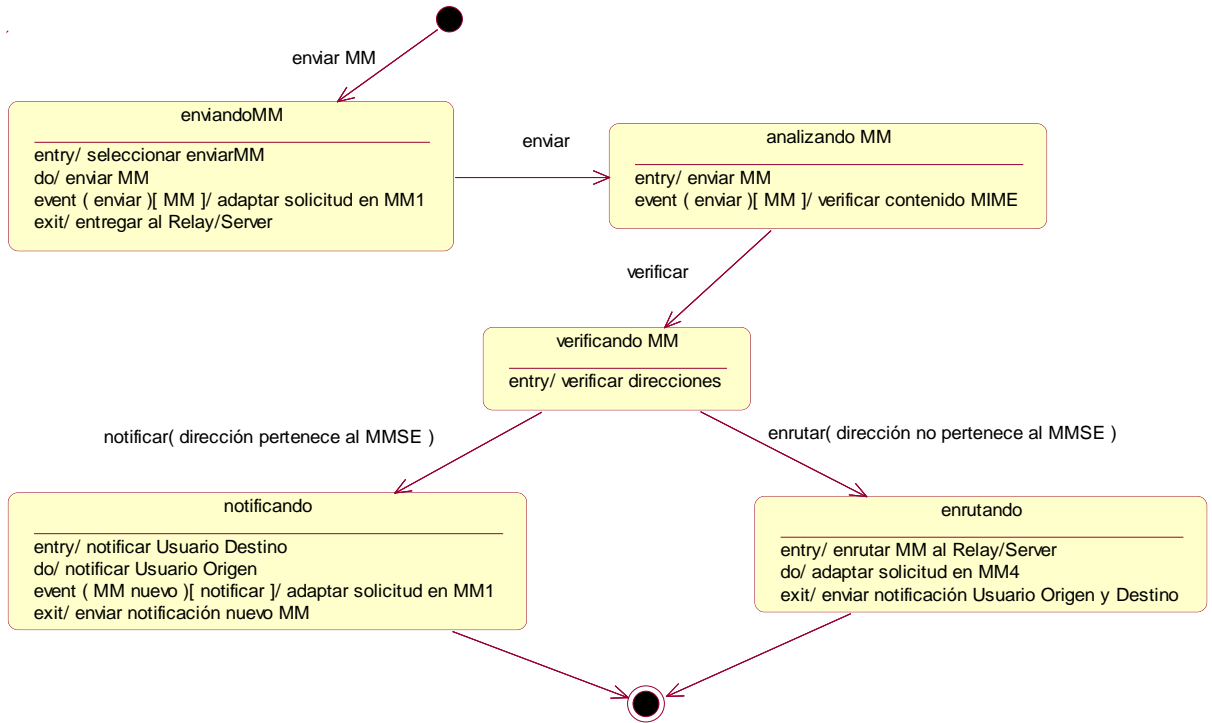 enviar MM
enviandoMM
entry/ seleccionar enviarMM
do/ enviar MM
event ( enviar )[ MM ]/ adaptar solicitud en MM1
exit/ entregar al Relay/Server
enviar
analizando MM
entry/ enviar MM
event ( enviar )[ MM ]/ verificar contenido MIME
verificar
verificando MM
entry/ verificar direcciones
notificar( dirección pertenece al MMSE )
enrutar( dirección no pertenece al MMSE )
notificando
entry/ notificar Usuario Destino
do/ notificar Usuario Origen
event ( MM nuevo )[ notificar ]/ adaptar solicitud en MM1
exit/ enviar notificación nuevo MM
enrutando
entry/ enrutar MM al Relay/Server
do/ adaptar solicitud en MM4
exit/ enviar notificación Usuario Origen y Destino